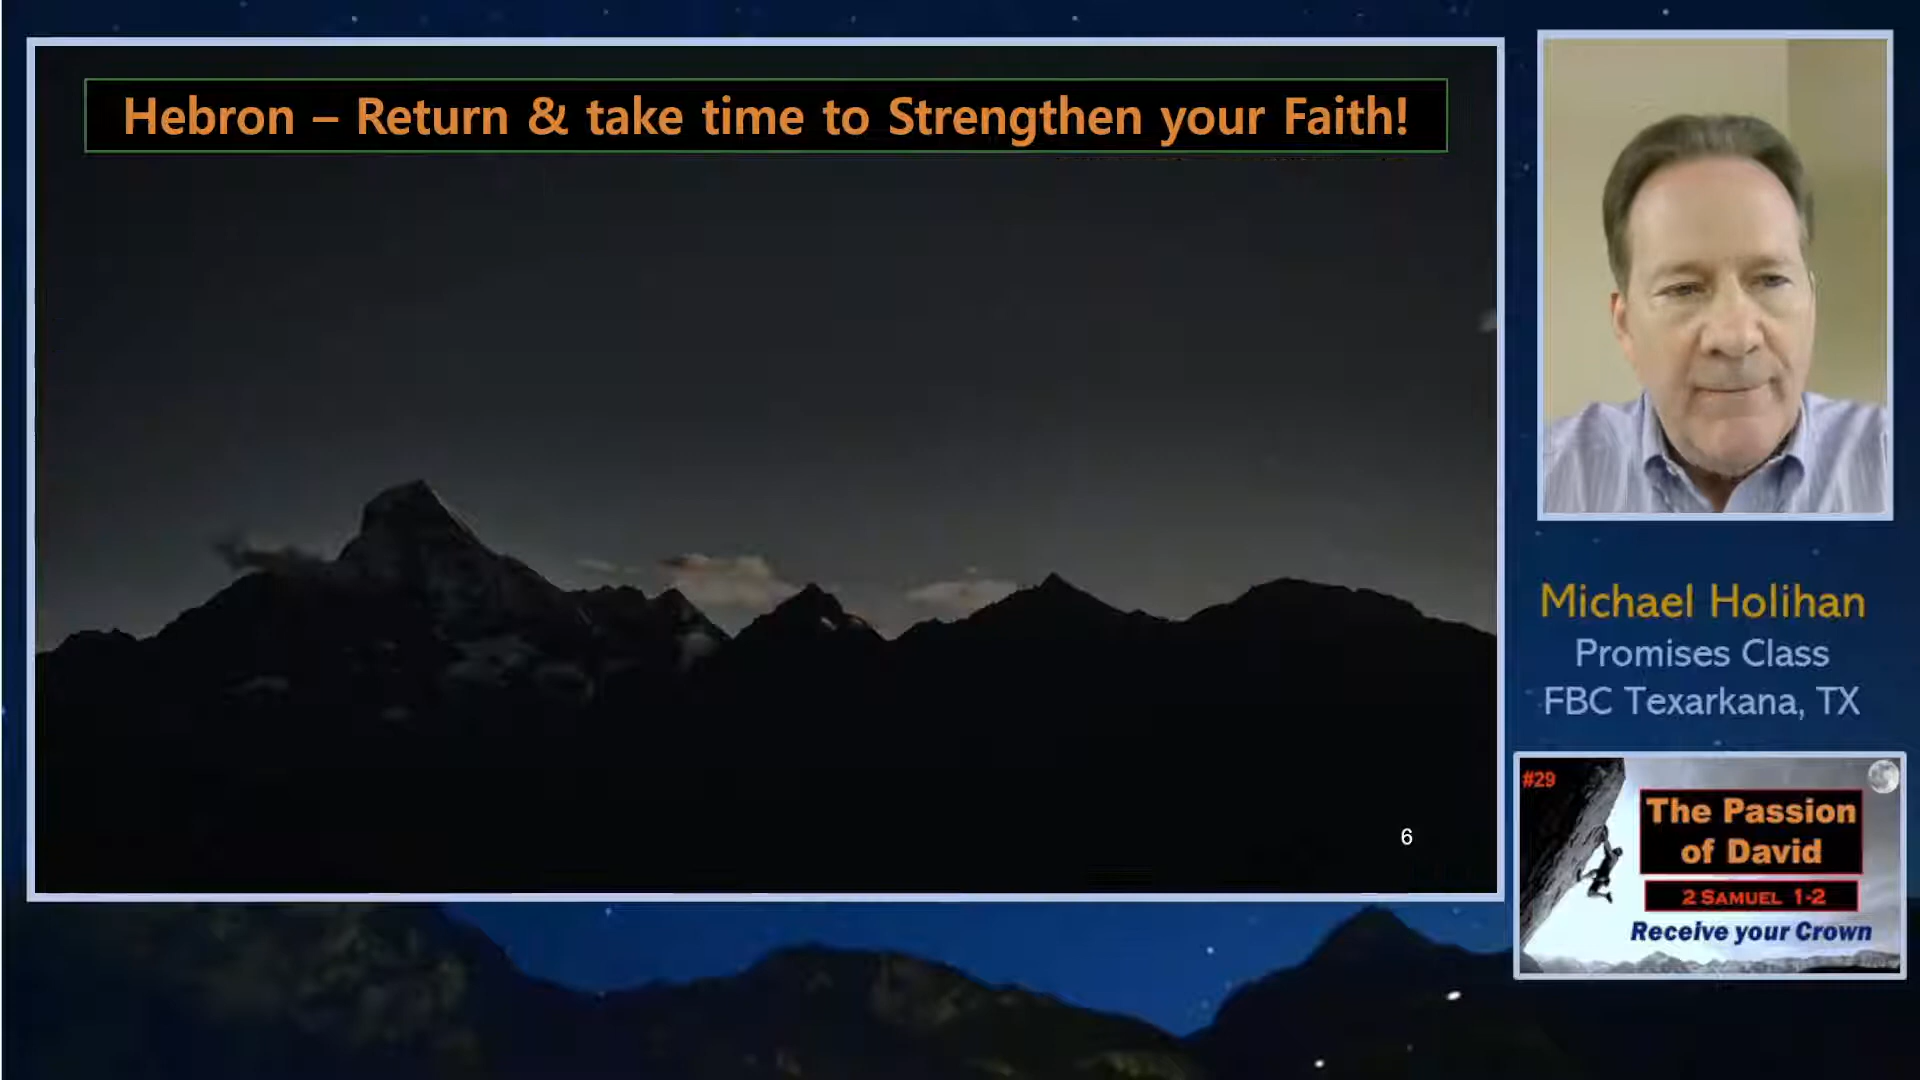 Hebron – Return & take time to Strengthen your Faith!
6
Michael Holihan
Promises Class
FBC Texarkana, TX
#29
The Passion
of David
2 SAMUEL 1-2
Receive your Crown